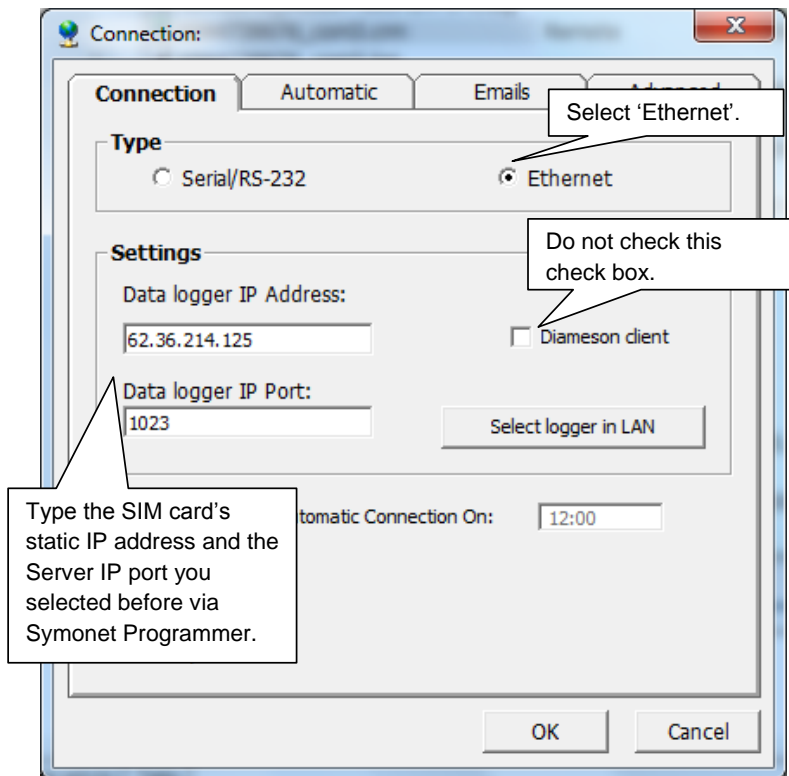 Connection:
Connection
Automatic
Emails
Select ‘Ethernet’.
Type
Serial/RS-232
Ethernet
Do not check this
check box.
Settings
Data logger IP Address:
62.36.214.125
Diameson client
Data logger IP Port:
1023
Select logger in LAN
Type the SIM card’s
static IP address and the
Server IP port you
selected before via
Symonet Programmer.
Connection On:
12:00
OK
Cancel